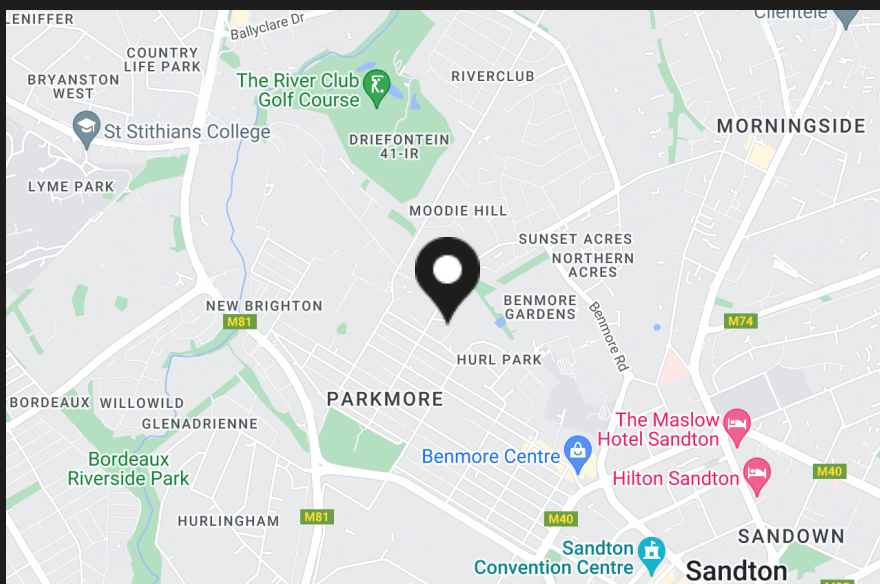 LENIFFER
Ballyclare Dr
Clientele
COUNTRY
LIFE PARK
BRYANSTON
WEST
The River Club
Golf Course
RIVERCLUB
St Stithians College
MORNINGSIDE
DRIEFONTEIN
41-IR
LYME PARK
MOODIE HILL
SUNSET ACRES
NORTHERN
ACRES
NEW BRIGHTON
M81
BENMORE
GARDENS
Benmore Rd
M74
HURL PARK
PARKMORE
BORDEAUX
WILLOWILD
GLENADRIENNE
The Maslow
Hotel Sandton
Bordeaux
Riverside Park
Benmore Centre
Hilton Sandton
M40
HURLINGHAM
M81
M40
SANDOWN
Sandton
Convention Centre
Sandton